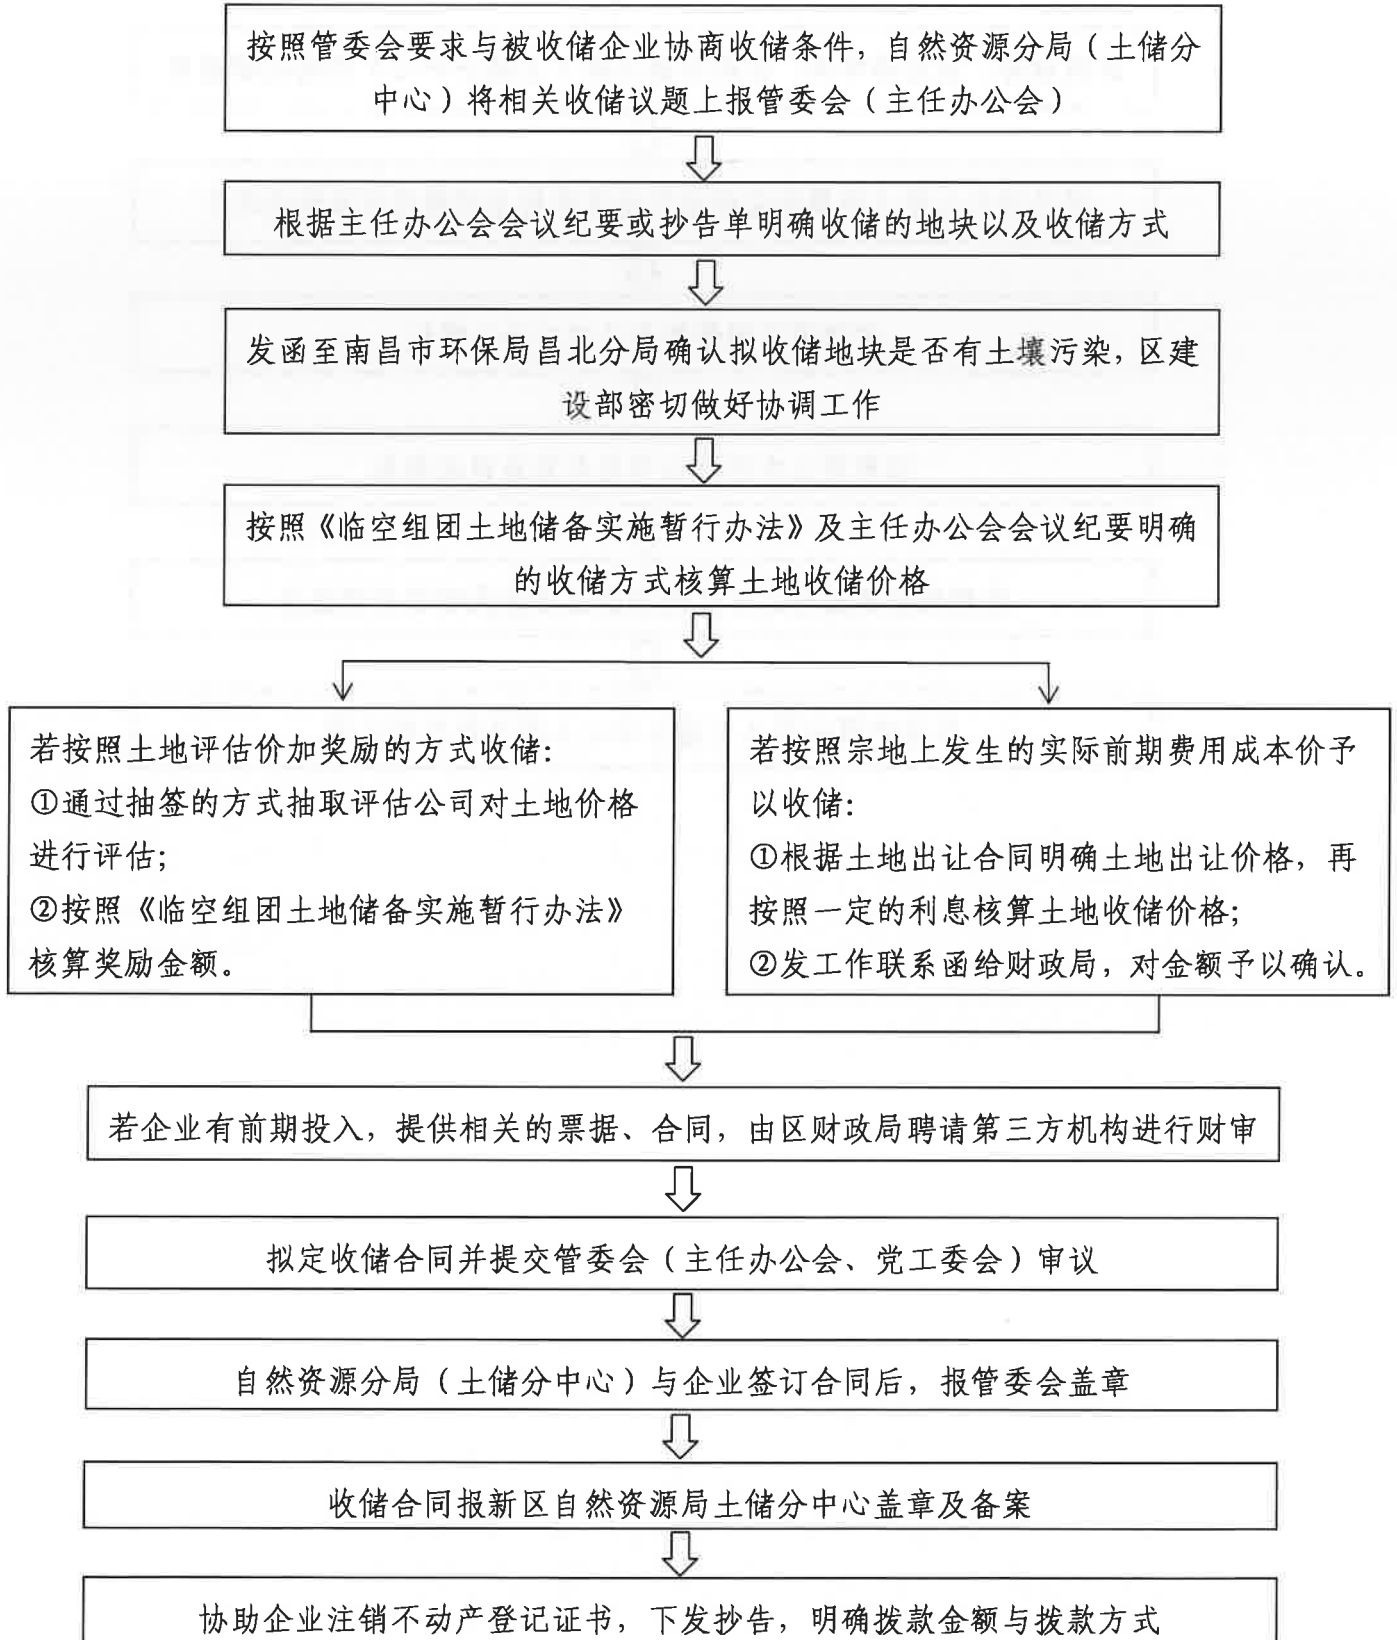 按照管委会要求与被收储企业协商收储条件，自然资源分局（土储分
中心）将相关收储议题上报管委会（主任办公会）
根据主任办公会会议纪要或抄告单明确收储的地块以及收储方式
发函至南昌市环保局昌北分局确认拟收储地块是否有土壤污染，区建
设部密切做好协调工作
按照《临空组团土地储备实施暂行办法》及主任办公会会议纪要明确
的收储方式核算土地收储价格
若按照土地评估价加奖励的方式收储：
①通过抽签的方式抽取评估公司对土地价格
进行评估；
②按照《临空组团土地储备实施暂行办法》
核算奖励金额。
若按照宗地上发生的实际前期费用成本价予
以收储：
①根据土地出让合同明确土地出让价格，再
按照一定的利息核算土地收储价格；
②发工作联系函给财政局，对金额予以确认。
若企业有前期投入，提供相关的票据、合同，由区财政局聘请第三方机构进行财审
拟定收储合同并提交管委会（主任办公会、党工委会）审议
自然资源分局（土储分中心）与企业签订合同后，报管委会盖章
收储合同报新区自然资源局土储分中心盖章及备案
协助企业注销不动产登记证书，下发抄告，明确拨款金额与拨款方式